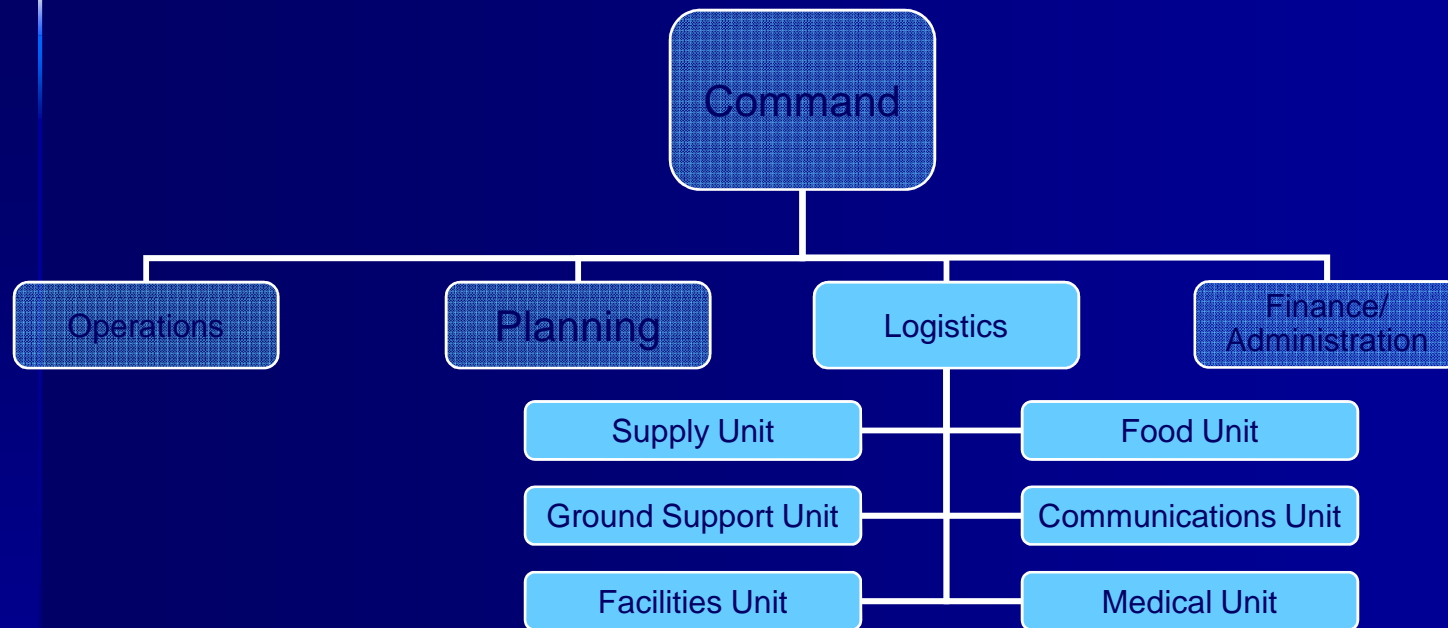 Command
Operations
Planning
Logistics
Finance/
Administration
Supply Unit
Food Unit
Ground Support Unit
Communications Unit
Facilities Unit
Medical Unit